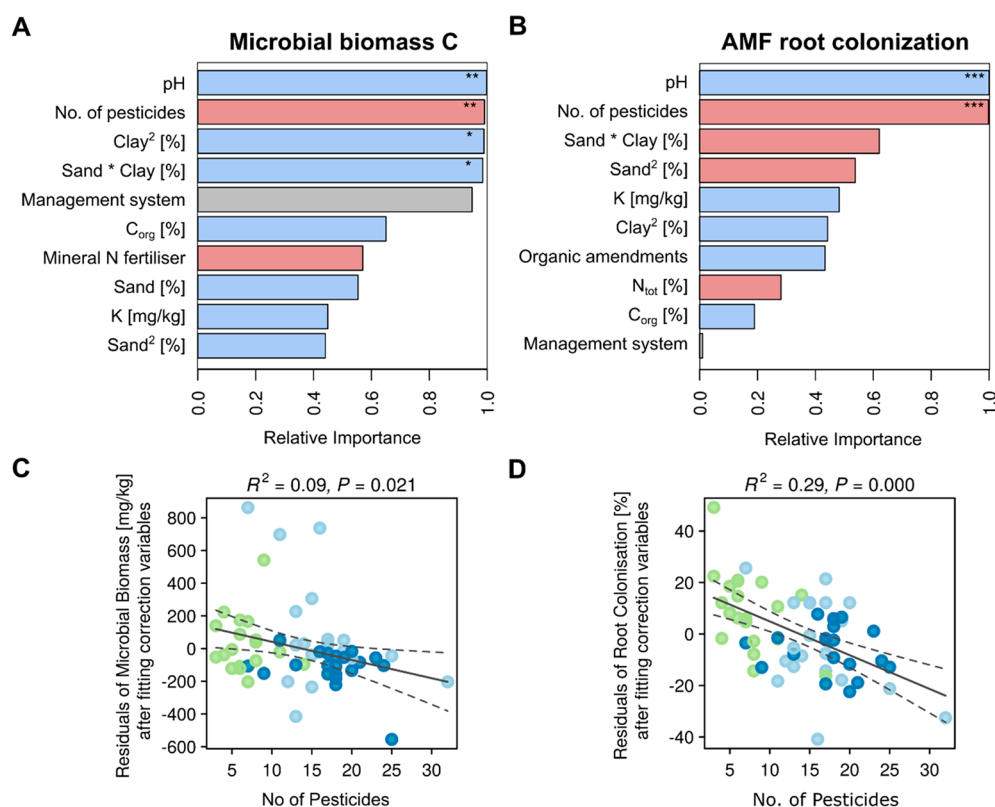 A
Microbial biomass C
pH
**
No. of pesticides
**
Clay² [%]
*
Sand * Clay [%]
*
Management system
Corg [%]
Mineral N fertiliser
Sand [%]
K [mg/kg]
Sand² [%]
0.0 0.2 0.4 0.6 0.8 1.0
Relative Importance
B
AMF root colonization
pH
***
No. of pesticides
***
Sand * Clay [%]
Sand² [%]
K [mg/kg]
Clay² [%]
Organic amendments
Ntot [%]
Corg [%]
Management system
0.0 0.2 0.4 0.6 0.8 1.0
Relative Importance
C
R² = 0.09, P = 0.021
Residuals of Microbial Biomass [mg/kg]
after fitting correction variables
800
600
400
200
0
-200
-400
-600
5 10 15 20 25 30
No of Pesticides
D
R² = 0.29, P = 0.000
Residuals of Root Colonisation [%]
after fitting correction variables
40
20
0
-20
-40
5 10 15 20 25 30
No. of Pesticides